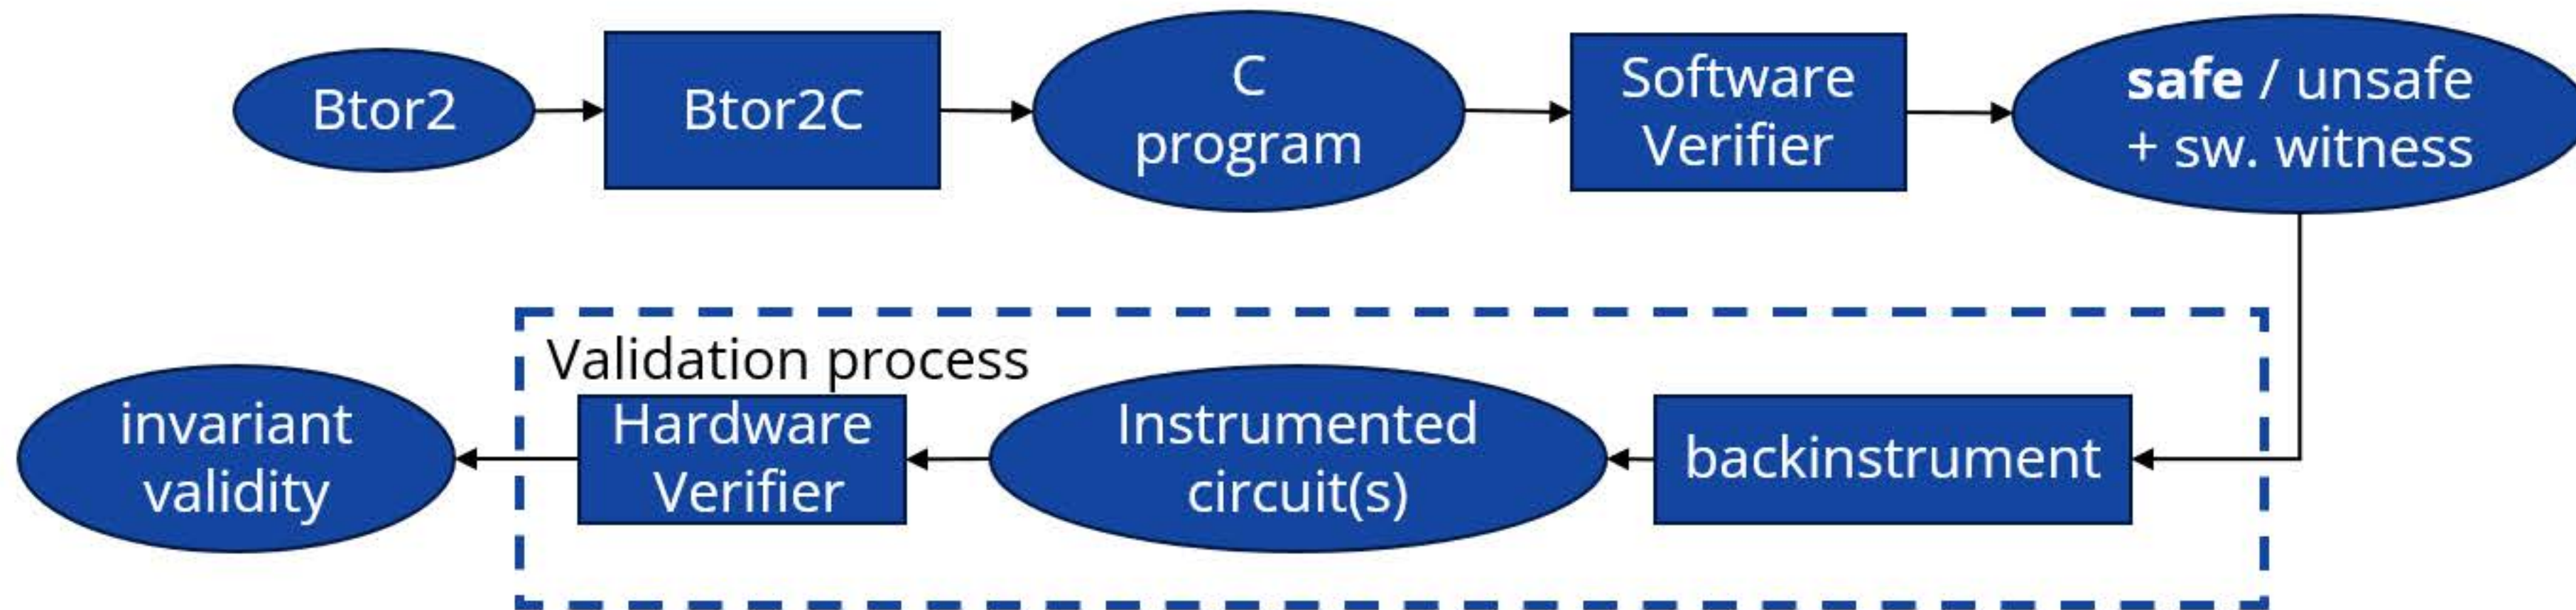 Btor2
Btor2C
C
program
Software
Verifier
safe / unsafe
+ sw. witness
Validation process
invariant
validity
Hardware
Verifier
Instrumented
circuit(s)
backinstrument